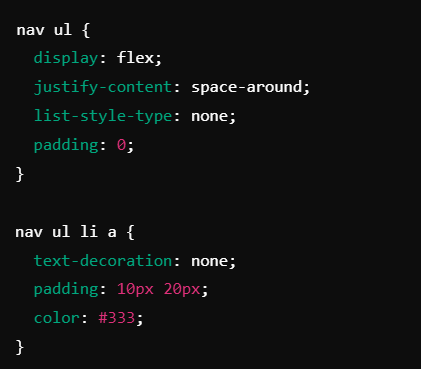 nav ul {
  display: flex;
  justify-content: space-around;
  list-style-type: none;
  padding: 0;
}

nav ul li a {
  text-decoration: none;
  padding: 10px 20px;
  color: #333;
}